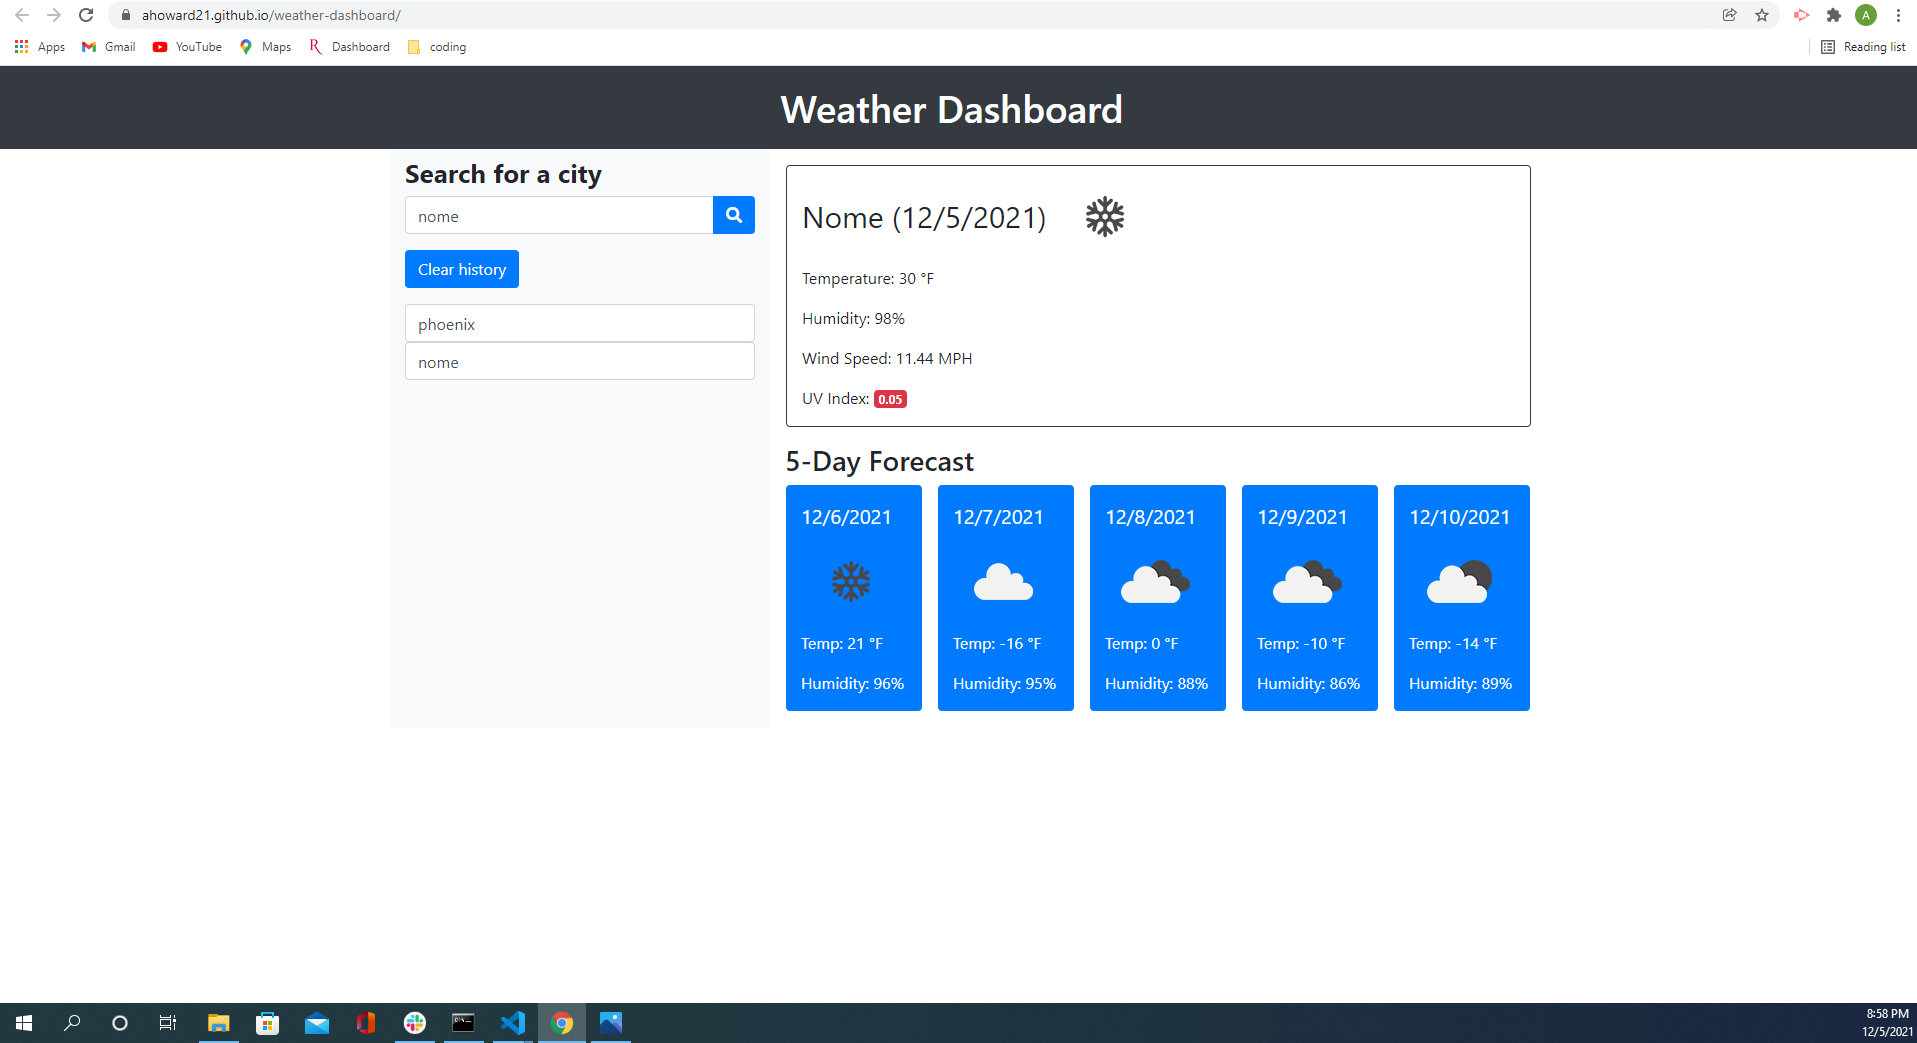 ahoward21.github.io/weather-dashboard/
A
Apps Gmail YouTube Maps Dashboard coding Reading list
Weather Dashboard
Search for a city
nome
Clear history
phoenix
nome
Nome (12/5/2021)
Temperature: 30 °F
Humidity: 98%
Wind Speed: 11.44 MPH
UV Index: 0.05
5-Day Forecast
12/6/2021
Temp: 21 °F
Humidity: 96%
12/7/2021
Temp: -16 °F
Humidity: 95%
12/8/2021
Temp: 0 °F
Humidity: 88%
12/9/2021
Temp: -10 °F
Humidity: 86%
12/10/2021
Temp: -14 °F
Humidity: 89%
8:58 PM
12/5/2021